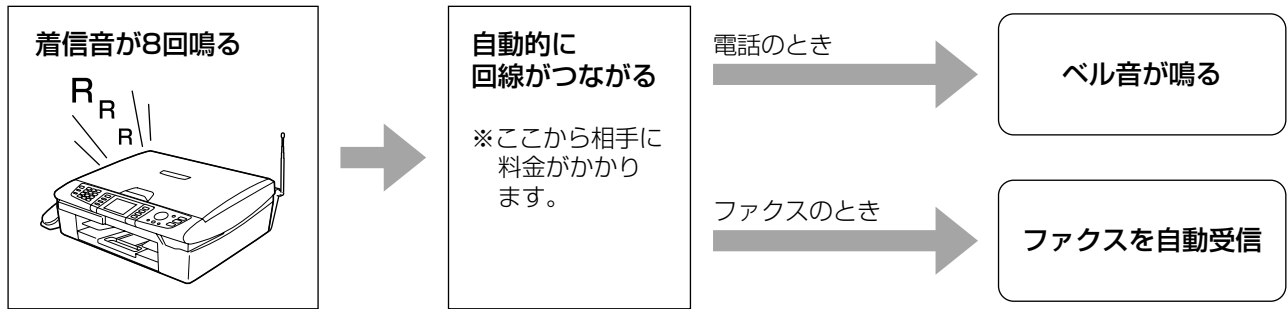 着信音が8回鳴る
R
R
R
自動的に
回線がつながる
※ここから相手に
料金がかかり
ます。
電話のとき
ベル音が鳴る
ファクスのとき
ファクスを自動受信